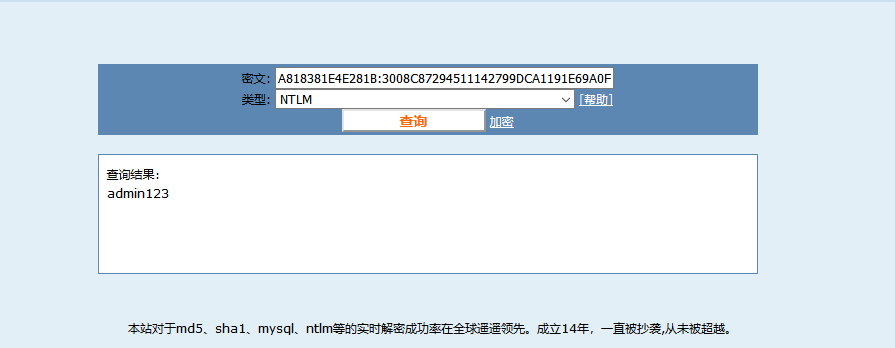 密文: A818381E4E281B:3008C87294511142799DCA1191E69A0F
类型: NTLM [帮助]
查询 加密
查询结果:
admin123
本站对于md5、sha1、mysql、ntlm等的实时解密成功率在全球遥遥领先。成立14年，一直被抄袭,从未被超越。